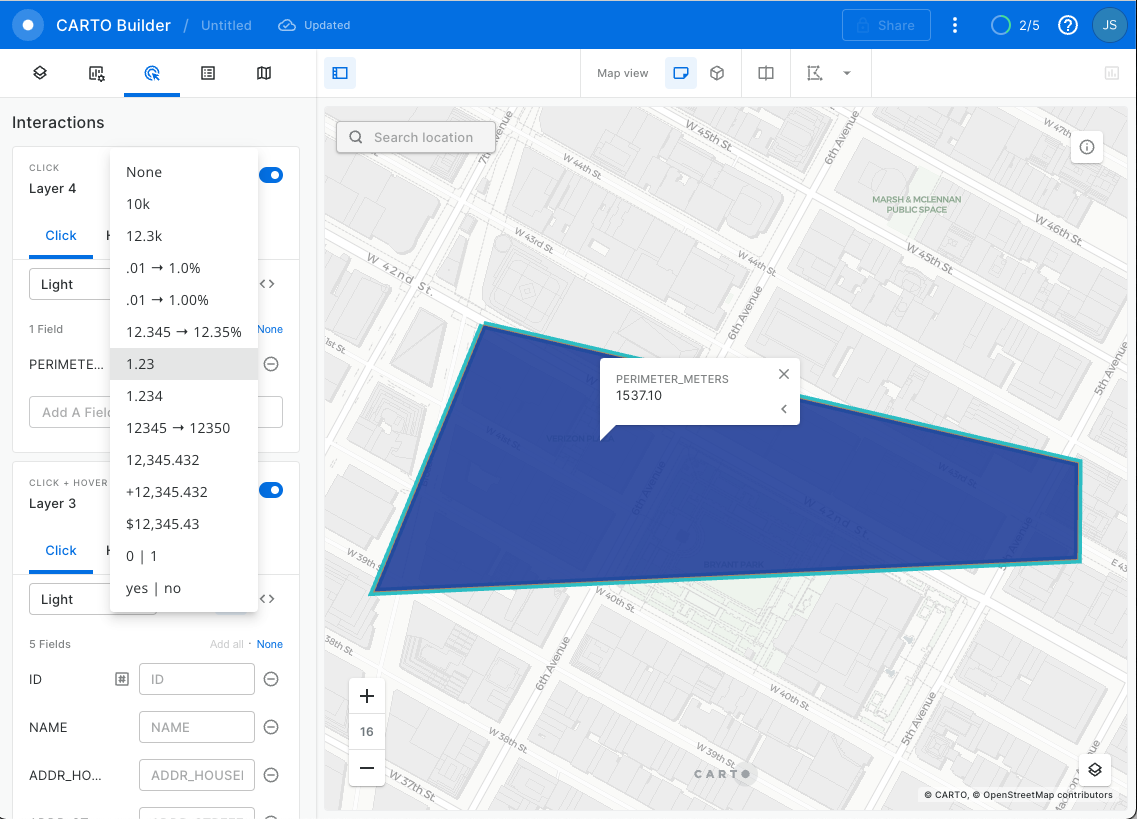 CARTO Builder / Untitled Updated Share 2/5 JS
Map view
Interactions
CLICK
Layer 4
Click
Light
1 Field
None
PERIMETE...
None
10k
12.3k
.01 → 1.0%
.01 → 1.00%
12.345 → 12.35%
1.23
1.234
12345 → 12350
12,345.432
+12,345.432
$12,345.43
0 | 1
yes | no
CLICK + HOVER
Layer 3
Click
Light
5 Fields Add all · None
ID # ID
NAME NAME
ADDR_HO...
Search location
7th Avenue
W 44th St.
6th Avenue
W 47th
MARSH & MCLENNAN
PUBLIC SPACE
W 46th St.
W 43rd St.
W 45th St.
W 42nd St.
W 44th St.
6th Avenue
5th Avenue
PERIMETER_METERS
1537.10
W 42nd St.
BRYANT PARK
W 39th St.
W 40th St.
6th Avenue
W 38th St.
W 40th St.
5th Avenue
W 39th St.
W 37th St.
16
CARTO
© CARTO, © OpenStreetMap contributors